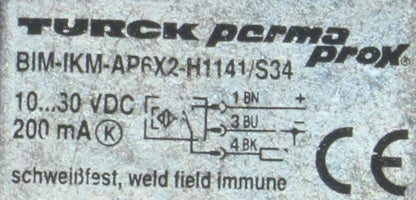 TURCK perma prox®
BIM-IKM-AP6X2-H1141/S34
10...30 VDC
200 mA K
1 BN +
3 BU –
4 BK
CE
schweißfest, weld field immune